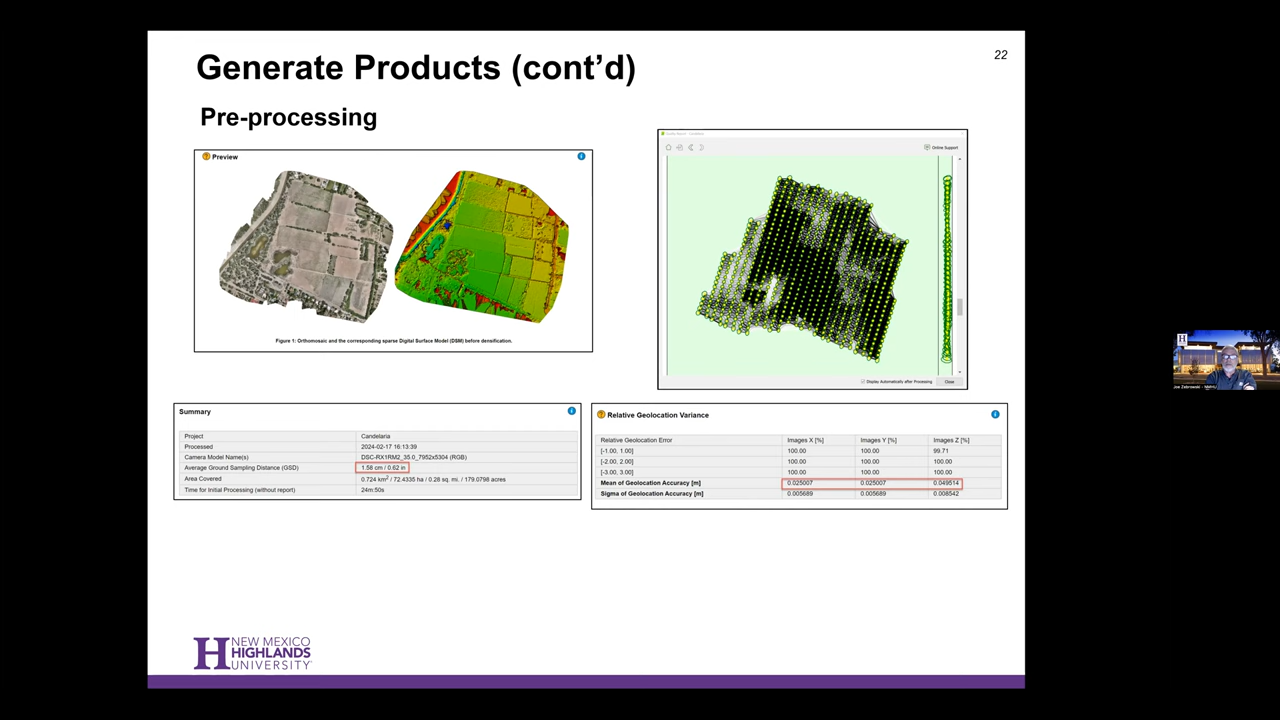 22
Generate Products (cont’d)
Pre-processing
Preview
Figure 1: Orthomosaic and the corresponding sparse Digital Surface Model (DSM) before densification.
Online Support
Display Automatically after Processing
Close
Summary
Project Candelaria
Processed 2024-02-17 16:13:39
Camera Model Name(s) DSC-RX1RM2_35.0_7952x5304 (RGB)
Average Ground Sampling Distance (GSD) 1.58 cm / 0.62 in
Area Covered 0.724 km² / 72.4335 ha / 0.28 sq. mi. / 179.0798 acres
Time for Initial Processing (without report) 24m:50s
Relative Geolocation Variance
Relative Geolocation Error Images X [%] Images Y [%] Images Z [%]
[-1.00, 1.00] 100.00 100.00 99.71
[-2.00, 2.00] 100.00 100.00 100.00
[-3.00, 3.00] 100.00 100.00 100.00
Mean of Geolocation Accuracy [m] 0.025007 0.025007 0.049514
Sigma of Geolocation Accuracy [m] 0.005689 0.005689 0.008542
H NEW MEXICO
HIGHLANDS
UNIVERSITY
Joe Zebrowski -